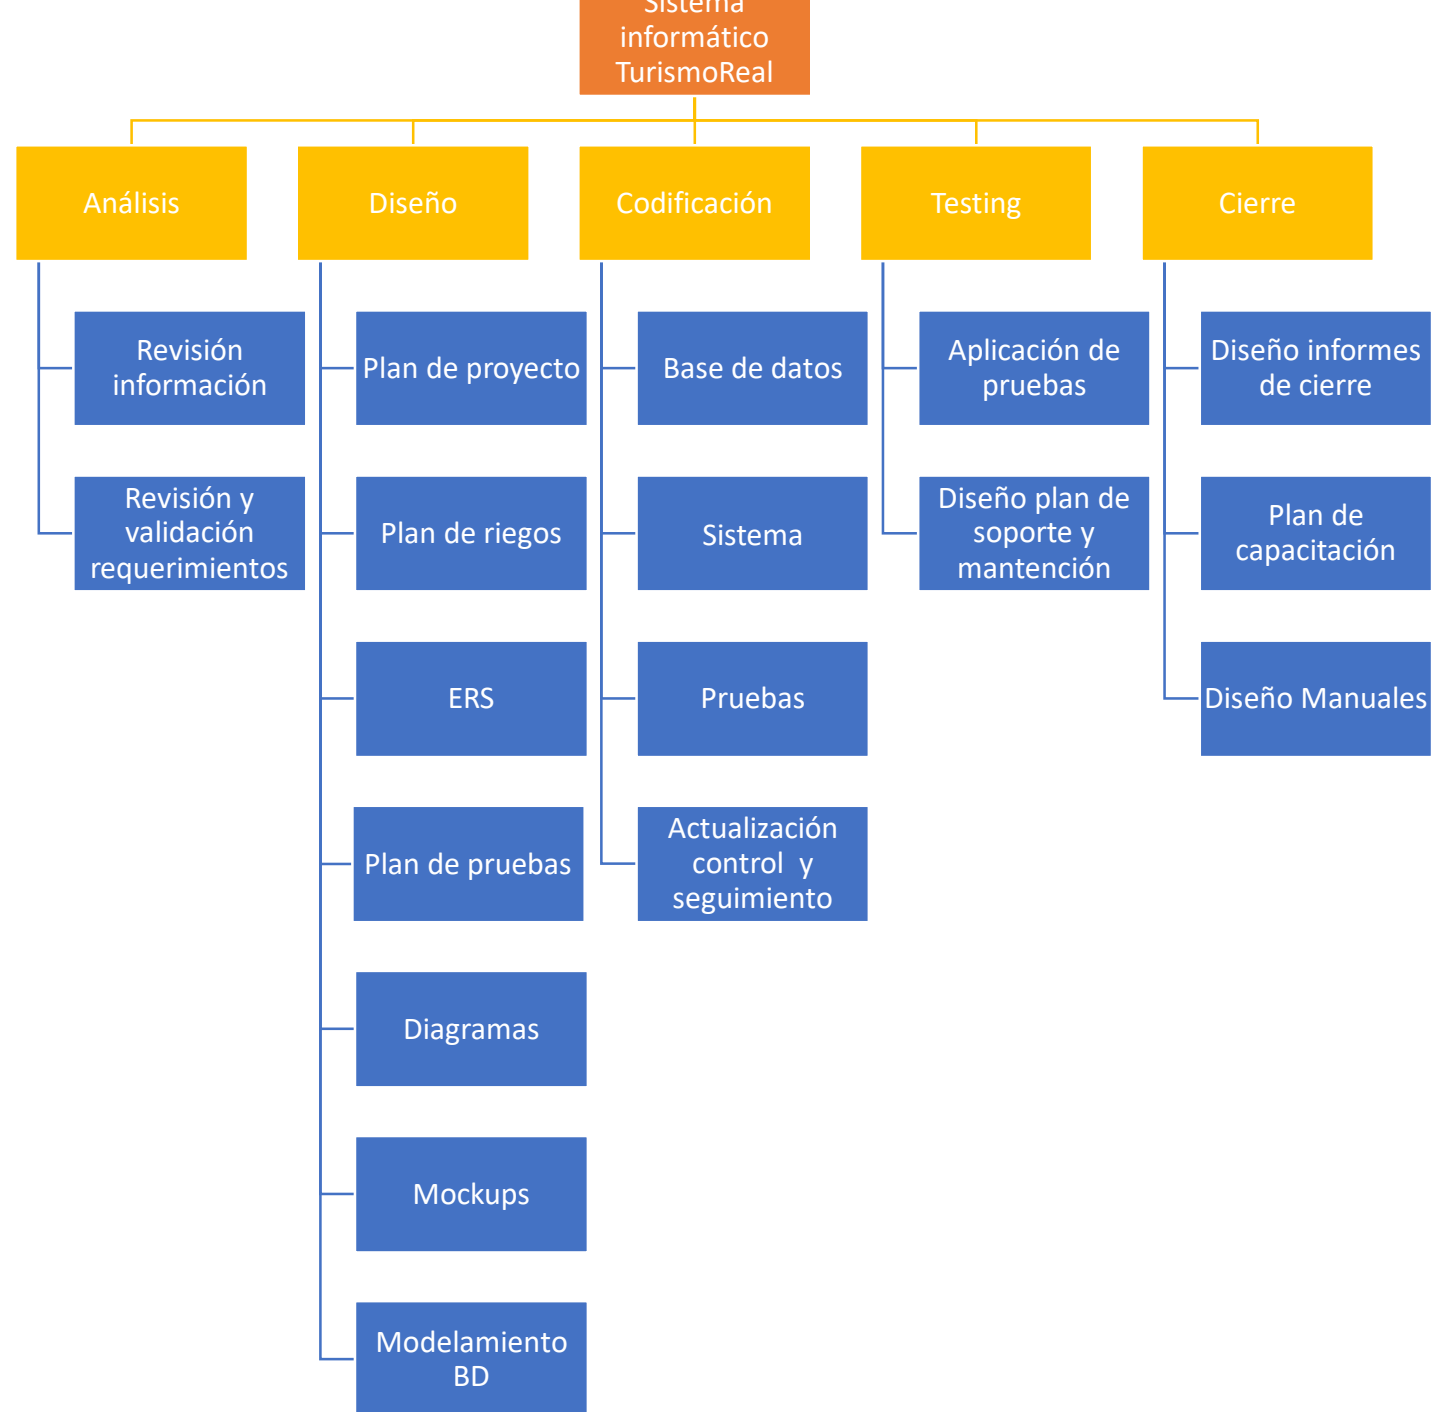 Sistema
informático
TurismoReal
Análisis
Diseño
Codificación
Testing
Cierre
Revisión
información
Revisión y
validación
requerimientos
Plan de proyecto
Plan de riegos
ERS
Plan de pruebas
Diagramas
Mockups
Modelamiento
BD
Base de datos
Sistema
Pruebas
Actualización
control  y
seguimiento
Aplicación de
pruebas
Diseño plan de
soporte y
mantención
Diseño informes
de cierre
Plan de
capacitación
Diseño Manuales